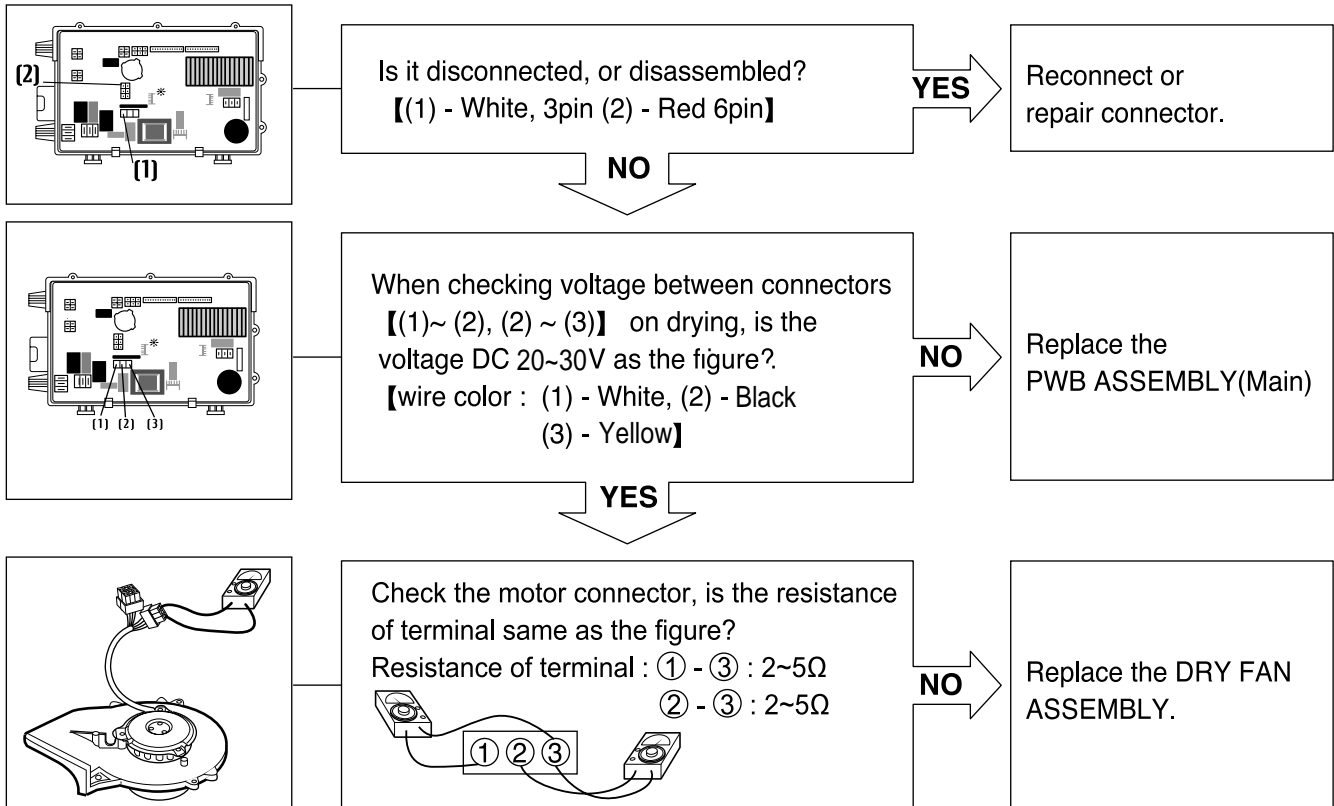 (2)
(1)
Is it disconnected, or disassembled?
【(1) - White, 3pin (2) - Red 6pin】
YES
Reconnect or
repair connector.
NO
(1) (2) (3)
When checking voltage between connectors
【(1)~ (2), (2) ~ (3)】 on drying, is the
voltage DC 20~30V as the figure?.
【wire color : (1) - White, (2) - Black
(3) - Yellow】
NO
Replace the
PWB ASSEMBLY(Main)
YES
Check the motor connector, is the resistance
of terminal same as the figure?
Resistance of terminal : ① - ③ : 2~5Ω
② - ③ : 2~5Ω
① ② ③
NO
Replace the DRY FAN
ASSEMBLY.